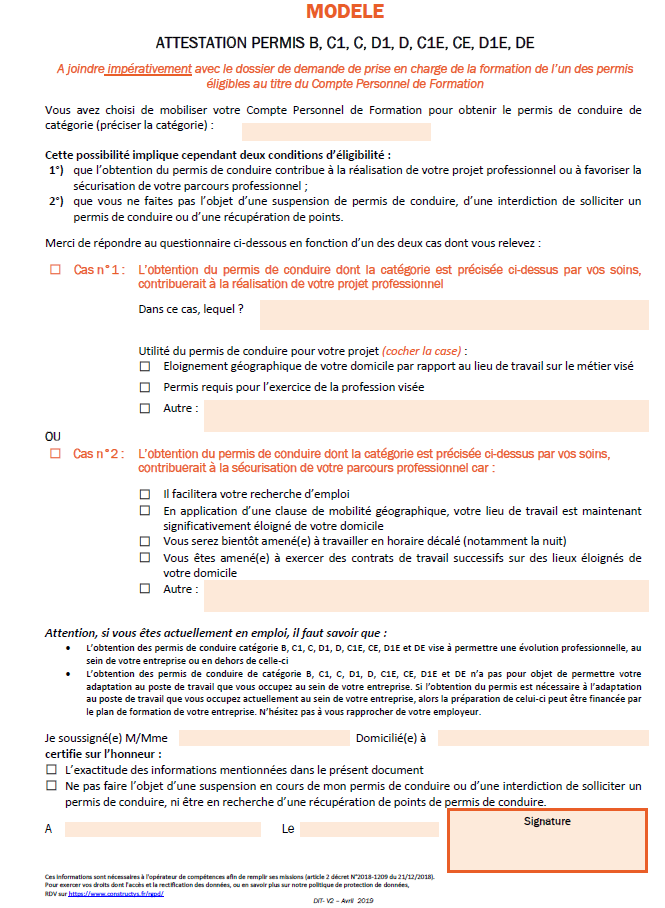 MODELE
ATTESTATION PERMIS B, C1, C, D1, D, C1E, CE, D1E, DE
A joindre impérativement avec le dossier de demande de prise en charge de la formation de l'un des permis
éligibles au titre du Compte Personnel de Formation
Vous avez choisi de mobiliser votre Compte Personnel de Formation pour obtenir le permis de conduire de
catégorie (préciser la catégorie) :
Cette possibilité implique cependant deux conditions d'éligibilité :
1°) que l'obtention du permis de conduire contribue à la réalisation de votre projet professionnel ou à favoriser la
sécurisation de votre parcours professionnel ;
2°) que vous ne faites pas l'objet d'une suspension de permis de conduire, d'une interdiction de solliciter un
permis de conduire ou d'une récupération de points.
Merci de répondre au questionnaire ci-dessous en fonction d'un des deux cas dont vous relevez :
☐ Cas n°1 : L'obtention du permis de conduire dont la catégorie est précisée ci-dessus par vos soins,
contribuerait à la réalisation de votre projet professionnel
Dans ce cas, lequel ?
Utilité du permis de conduire pour votre projet (cocher la case) :
☐ Eloignement géographique de votre domicile par rapport au lieu de travail sur le métier visé
☐ Permis requis pour l'exercice de la profession visée
☐ Autre :
OU
☐ Cas n°2 : L'obtention du permis de conduire dont la catégorie est précisée ci-dessus par vos soins,
contribuerait à la sécurisation de votre parcours professionnel car :
☐ Il facilitera votre recherche d'emploi
☐ En application d'une clause de mobilité géographique, votre lieu de travail est maintenant
significativement éloigné de votre domicile
☐ Vous serez bientôt amené(e) à travailler en horaire décalé (notamment la nuit)
☐ Vous êtes amené(e) à exercer des contrats de travail successifs sur des lieux éloignés de
votre domicile
☐ Autre :
Attention, si vous êtes actuellement en emploi, il faut savoir que :
• L'obtention des permis de conduire catégorie B, C1, C, D1, D, C1E, CE, D1E et DE vise à permettre une évolution professionnelle, au
sein de votre entreprise ou en dehors de celle-ci
• L'obtention des permis de conduire de catégorie B, C1, C, D1, D, C1E, CE, D1E et DE n'a pas pour objet de permettre votre
adaptation au poste de travail que vous occupez au sein de votre entreprise. Si l'obtention du permis est nécessaire à l'adaptation
au poste de travail que vous occupez actuellement au sein de votre entreprise, alors la préparation de celui-ci peut être financée par
le plan de formation de votre entreprise. N'hésitez pas à vous rapprocher de votre employeur.
Je soussigné(e) M/Mme Domicilié(e) à
certifie sur l'honneur :
☐ L'exactitude des informations mentionnées dans le présent document
☐ Ne pas faire l'objet d'une suspension en cours de mon permis de conduire ou d'une interdiction de solliciter un
permis de conduire, ni être en recherche d'une récupération de points de permis de conduire.
A Le Signature
Ces informations sont nécessaires à l'opérateur de compétences afin de remplir ses missions (article 2 décret N°2018-1209 du 21/12/2018).
Pour exercer vos droits dont l'accès et la rectification des données, ou en savoir plus sur notre politique de protection de données,
RDV sur https://www.constructys.fr/rgpd/
DIT- V2 – Avril 2019